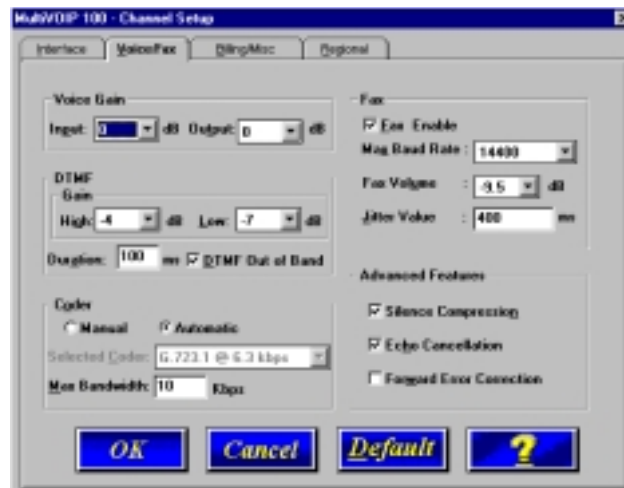 MultiVOIP 100 - Channel Setup
Interface Voice/Fax Billing/Misc Regional
Voice Gain
Input: 0 dB Output: 0 dB
DTMF
Gain
High: -4 dB Low: -7 dB
Duration: 100 ms DTMF Out of Band
Coder
Manual Automatic
Selected Coder: G.723.1 @ 6.3 kbps
Max Bandwidth: 10 Kbps
Fax
Fax Enable
Max Baud Rate : 14400
Fax Volume : -9.5 dB
Jitter Value : 400 ms
Advanced Features
Silence Compression
Echo Cancellation
Forward Error Correction
OK Cancel Default ?